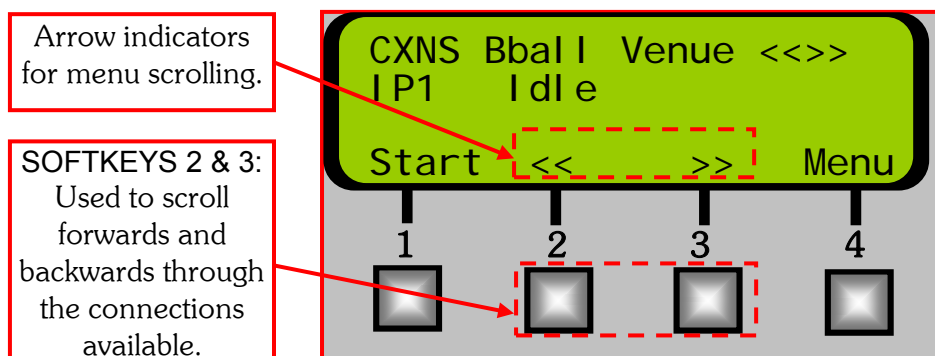 Arrow indicators
for menu scrolling.
SOFTKEYS 2 & 3:
Used to scroll
forwards and
backwards through
the connections
available.
CXNS Bball Venue <<>>
IP1 Idle
Start << >> Menu
1 2 3 4